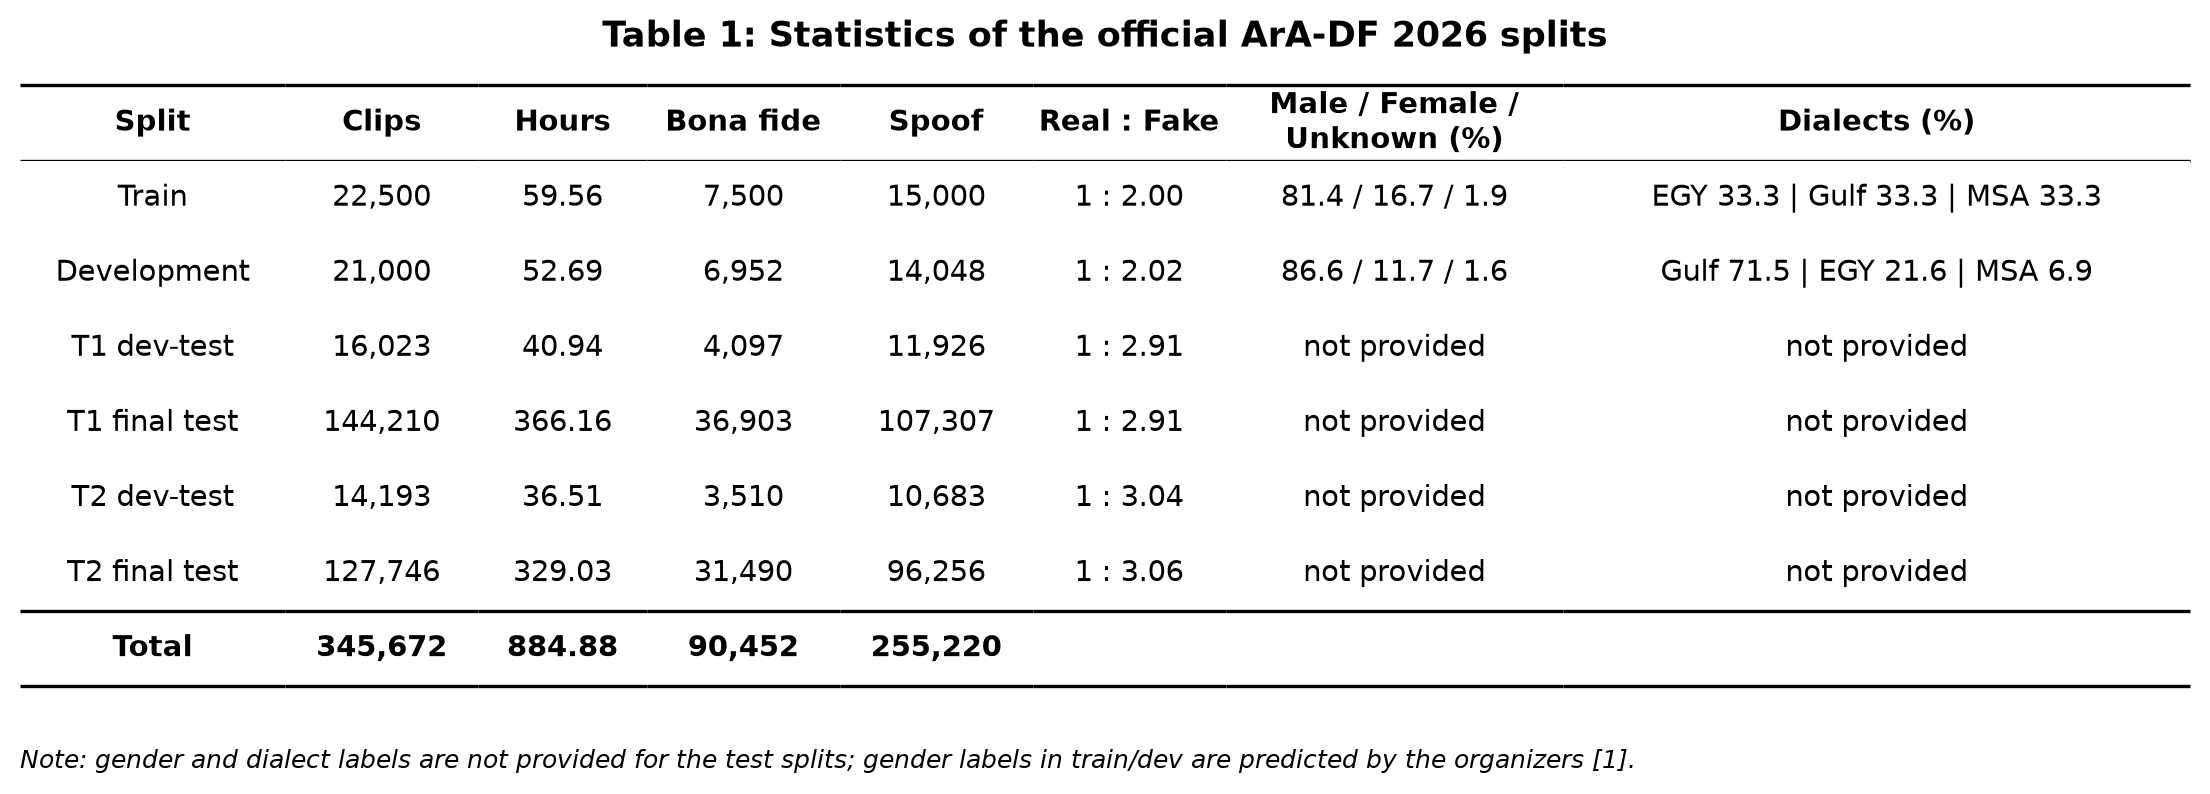 Table 1: Statistics of the official ArA-DF 2026 splits
Split Clips Hours Bona fide Spoof Real : Fake Male / Female / Unknown (%) Dialects (%)
Train 22,500 59.56 7,500 15,000 1 : 2.00 81.4 / 16.7 / 1.9 EGY 33.3 | Gulf 33.3 | MSA 33.3
Development 21,000 52.69 6,952 14,048 1 : 2.02 86.6 / 11.7 / 1.6 Gulf 71.5 | EGY 21.6 | MSA 6.9
T1 dev-test 16,023 40.94 4,097 11,926 1 : 2.91 not provided not provided
T1 final test 144,210 366.16 36,903 107,307 1 : 2.91 not provided not provided
T2 dev-test 14,193 36.51 3,510 10,683 1 : 3.04 not provided not provided
T2 final test 127,746 329.03 31,490 96,256 1 : 3.06 not provided not provided
Total 345,672 884.88 90,452 255,220
Note: gender and dialect labels are not provided for the test splits; gender labels in train/dev are predicted by the organizers [1].